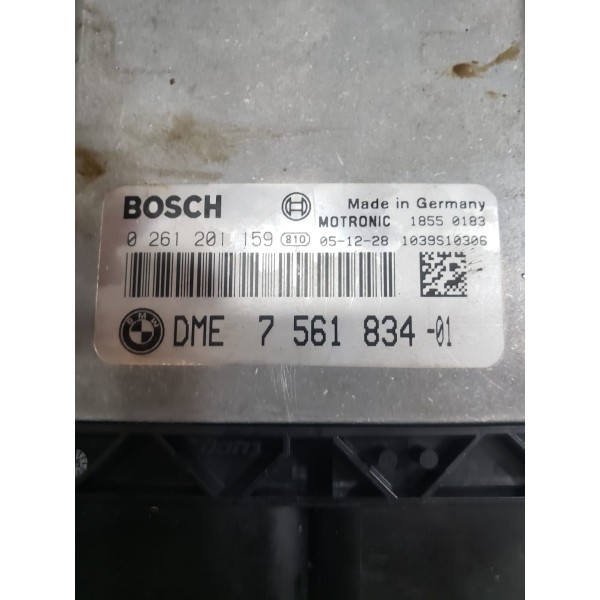 BOSCH Made in Germany
MOTRONIC 1855 0183
0 261 201 159 810 05-12-28 1039S10306
BMW DME 7 561 834 -01